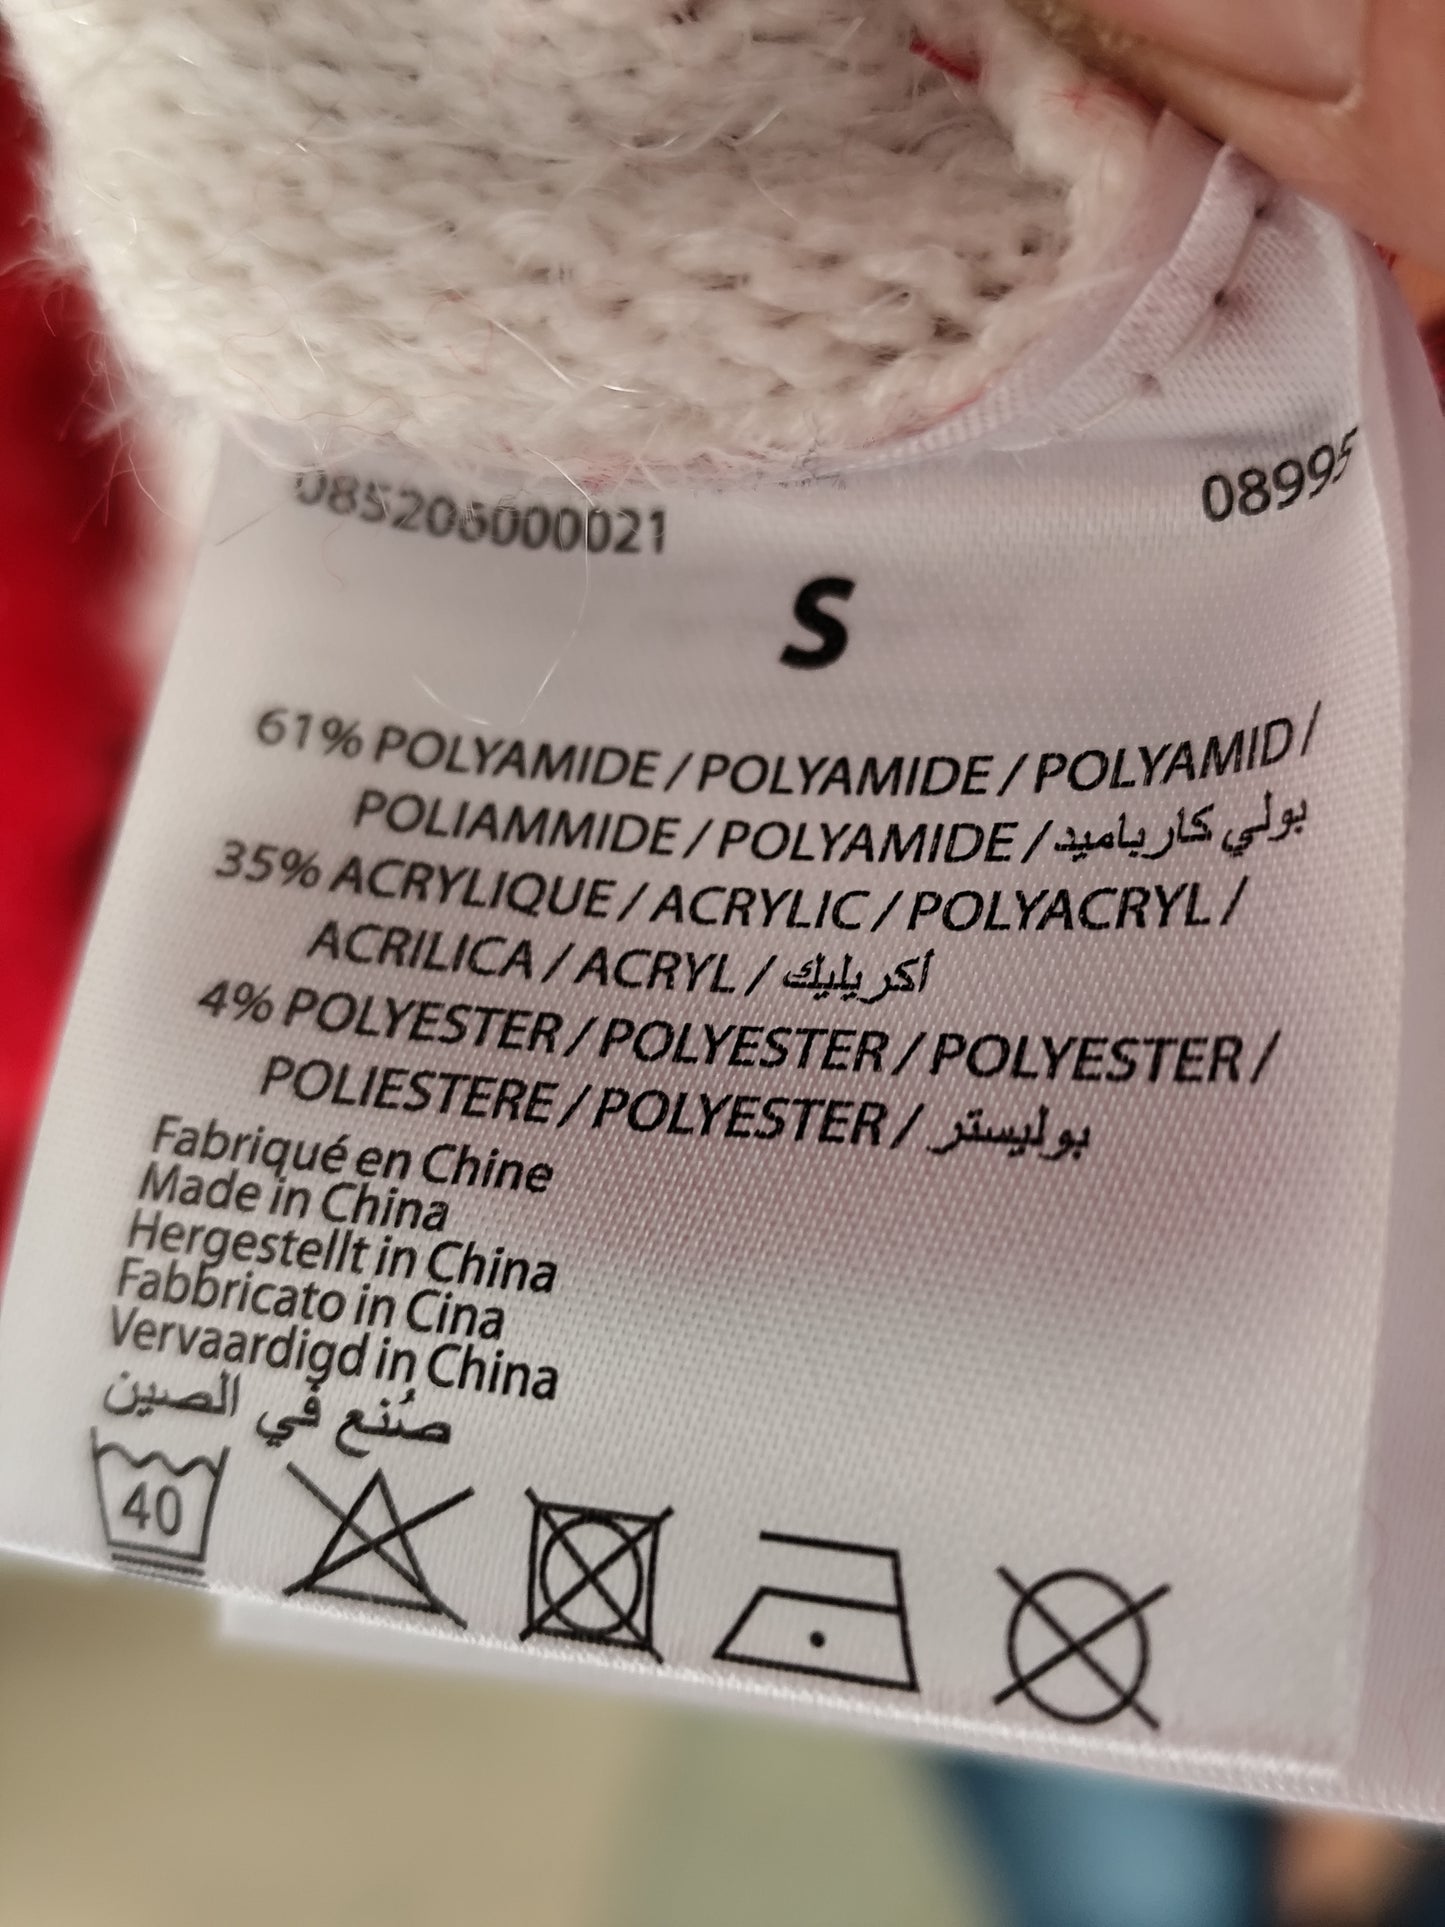 085206000021
08995
S
61% POLYAMIDE / POLYAMIDE / POLYAMID /
POLIAMMIDE / POLYAMIDE / بولي كارباميد
35% ACRYLIQUE / ACRYLIC / POLYACRYL /
ACRILICA / ACRYL / أكريليك
4% POLYESTER / POLYESTER / POLYESTER /
POLIESTERE / POLYESTER / بوليستر
Fabriqué en Chine
Made in China
Hergestellt in China
Fabbricato in Cina
Vervaardigd in China
صُنع في الصين
40